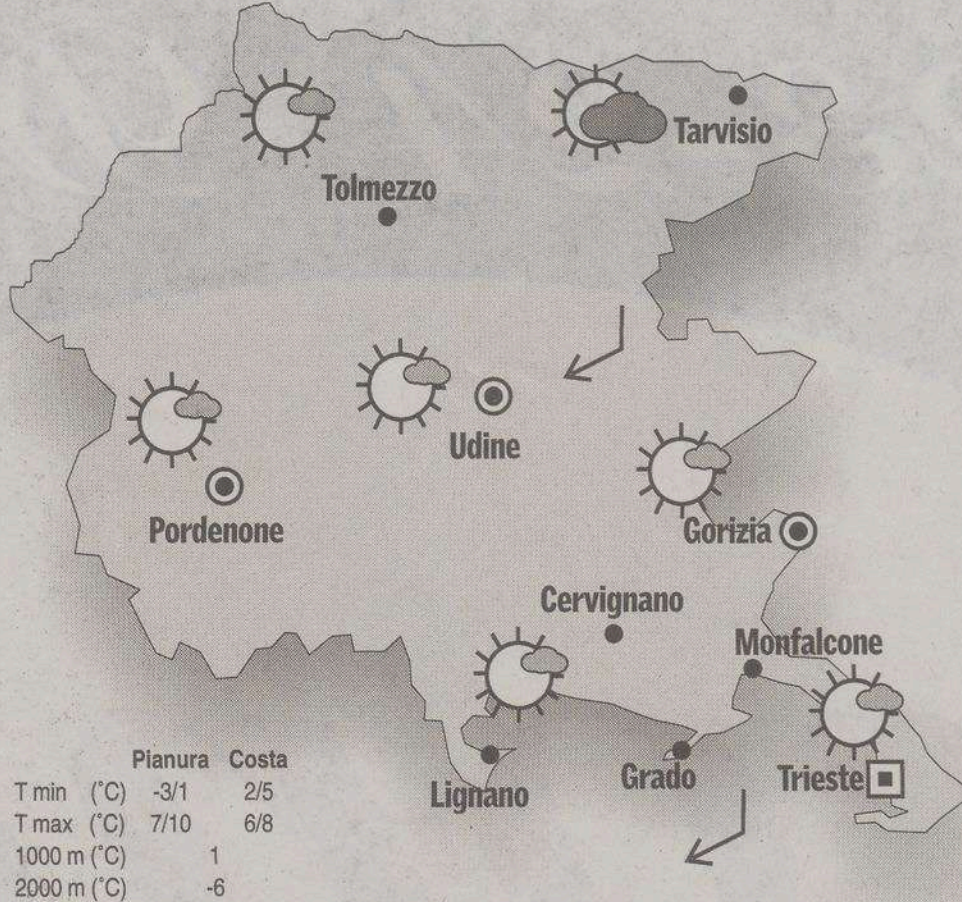 Tarvisio
Tolmezzo
Udine
Pordenone
Gorizia
Cervignano
Monfalcone
Lignano
Grado
Trieste
Pianura Costa
T min (°C) -3/1 2/5
T max (°C) 7/10 6/8
1000 m (°C) 1
2000 m (°C) -6